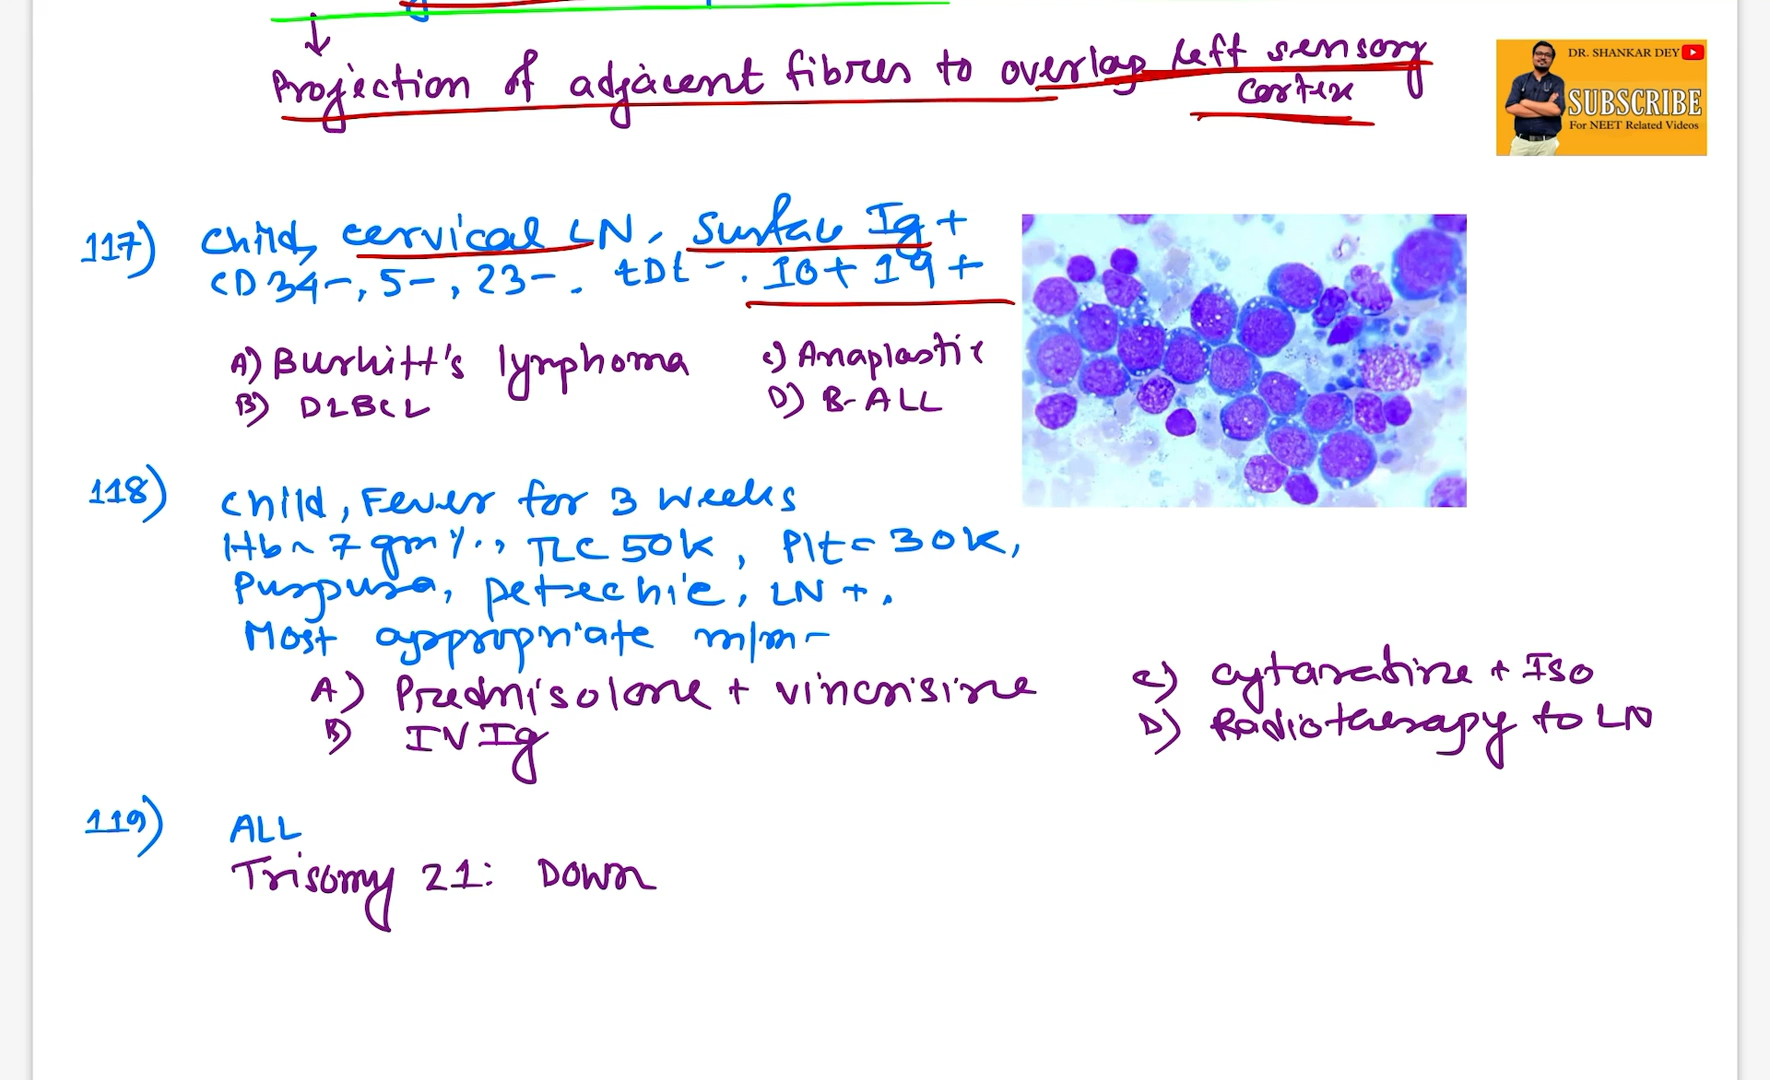 ↓
Projection of adjacent fibres to overlap left sensory
cortex
DR. SHANKAR DEY
SUBSCRIBE
For NEET Related Videos
117) Child, cervical LN, Surface Ig +
CD 34-, 5-, 23-. tDt -. 10+ 19+
A) Burkitt's lymphoma C) Anaplastic
B) DLBCL D) B-ALL
118) Child, Fever for 3 weeks
Hb ~ 7 gm%, TLC 50K, Plt = 30K,
Purpura, petechie, LN +.
Most appropriate m/m -
A) Prednisolone + vincrisine C) Cytarabine + Iso
B) IVIg D) Radiotherapy to LN
119) ALL
Trisomy 21: Down